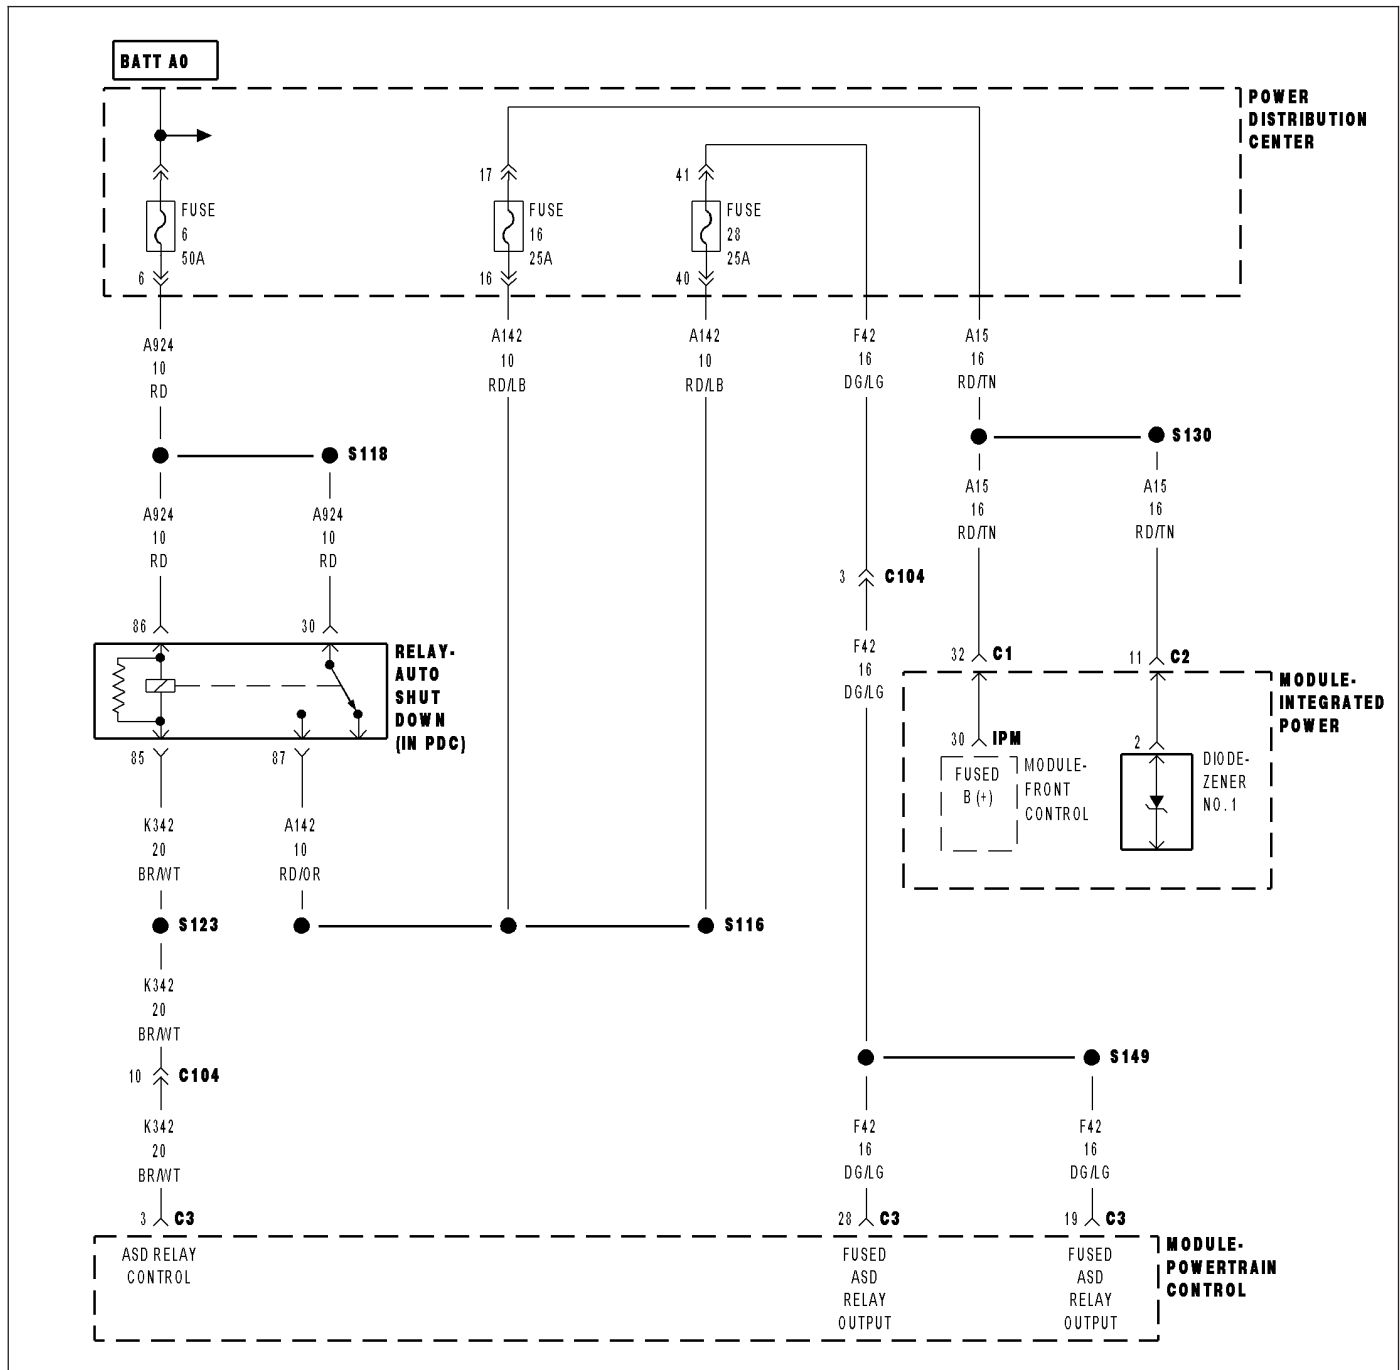 BATT A0
POWER
DISTRIBUTION
CENTER
17
41
FUSE
6
50A
FUSE
16
25A
FUSE
28
25A
6
16
40
A924
10
RD
A142
10
RD/LB
A142
10
RD/LB
F42
16
DG/LG
A15
16
RD/TN
S118
S130
A924
10
RD
A924
10
RD
A15
16
RD/TN
A15
16
RD/TN
3 C104
86
30
F42
16
DG/LG
32 C1
11 C2
RELAY-
AUTO
SHUT
DOWN
(IN PDC)
MODULE-
INTEGRATED
POWER
30 IPM
2
FUSED
B (+)
MODULE-
FRONT
CONTROL
DIODE-
ZENER
NO. 1
85
87
K342
20
BR/WT
A142
10
RD/OR
S123
S116
K342
20
BR/WT
10 C104
S149
K342
20
BR/WT
F42
16
DG/LG
F42
16
DG/LG
3 C3
28 C3
19 C3
ASD RELAY
CONTROL
FUSED
ASD
RELAY
OUTPUT
FUSED
ASD
RELAY
OUTPUT
MODULE-
POWERTRAIN
CONTROL